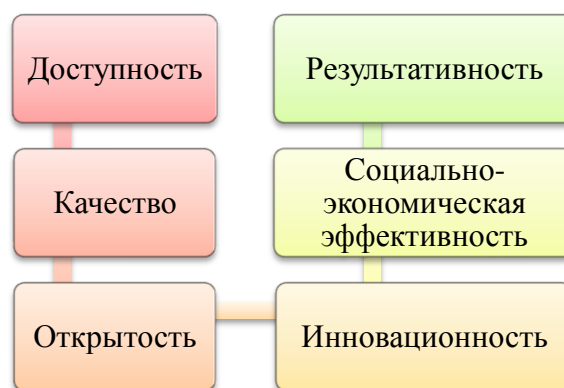 Доступность
Качество
Открытость
Инновационность
Социально-
экономическая
эффективность
Результативность